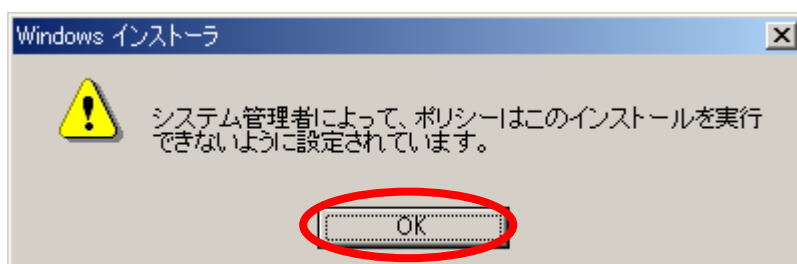 Windows インストーラ
システム管理者によって、ポリシーはこのインストールを実行
できないように設定されています。
OK